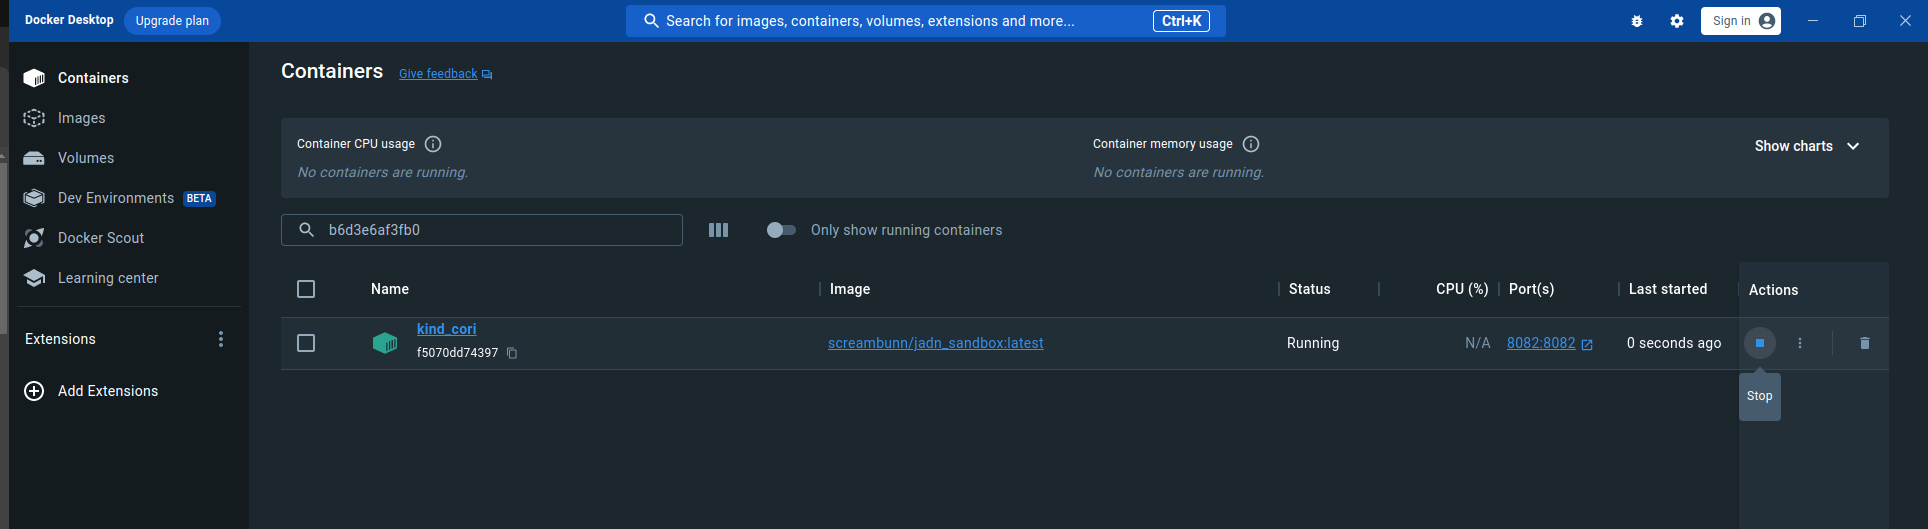 Docker Desktop Upgrade plan Search for images, containers, volumes, extensions and more... Ctrl+K Sign in
Containers
Images
Volumes
Dev Environments BETA
Docker Scout
Learning center
Extensions
Add Extensions
Containers Give feedback
Container CPU usage
No containers are running.
Container memory usage
No containers are running.
Show charts
b6d3e6af3fb0 Only show running containers
Name Image Status CPU (%) Port(s) Last started Actions
kind_cori
f5070dd74397
screambunn/jadn_sandbox:latest Running N/A 8082:8082 0 seconds ago
Stop